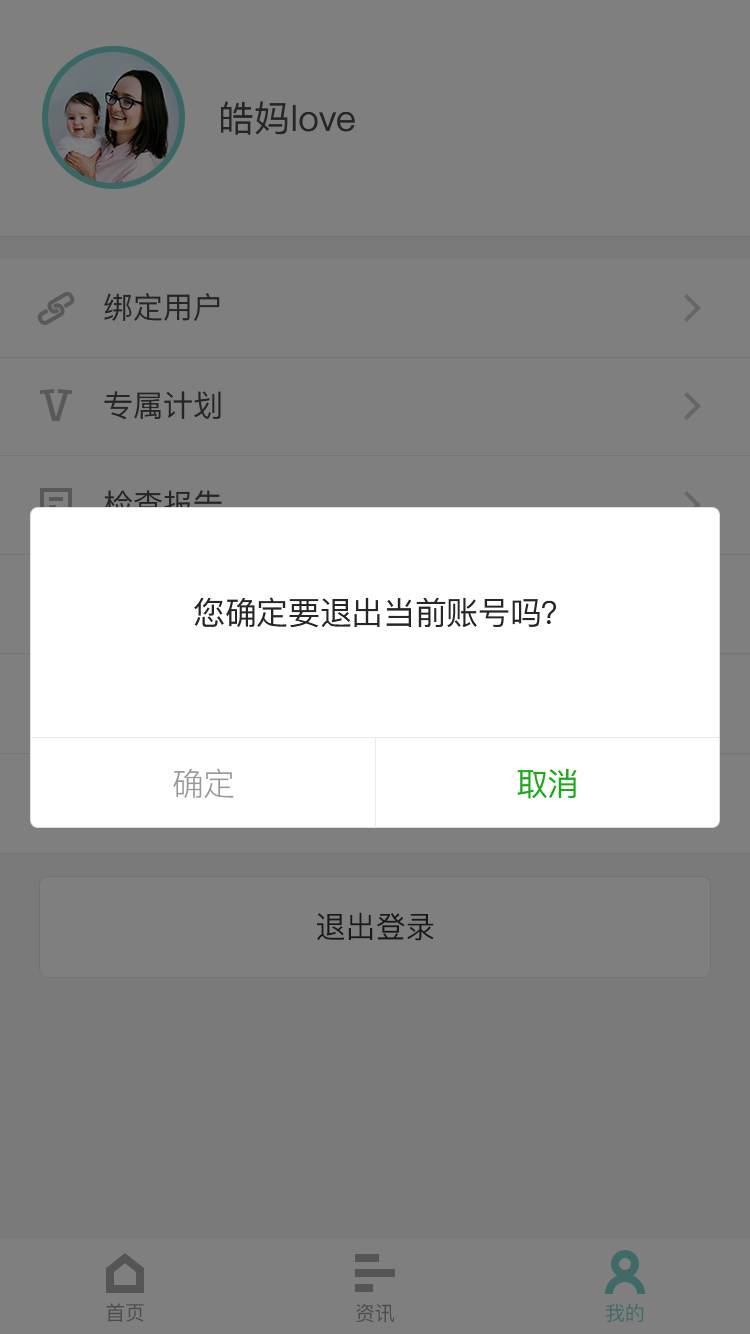 皓妈love
绑定用户
专属计划
检查报告
您确定要退出当前账号吗?
确定
取消
退出登录
首页
资讯
我的